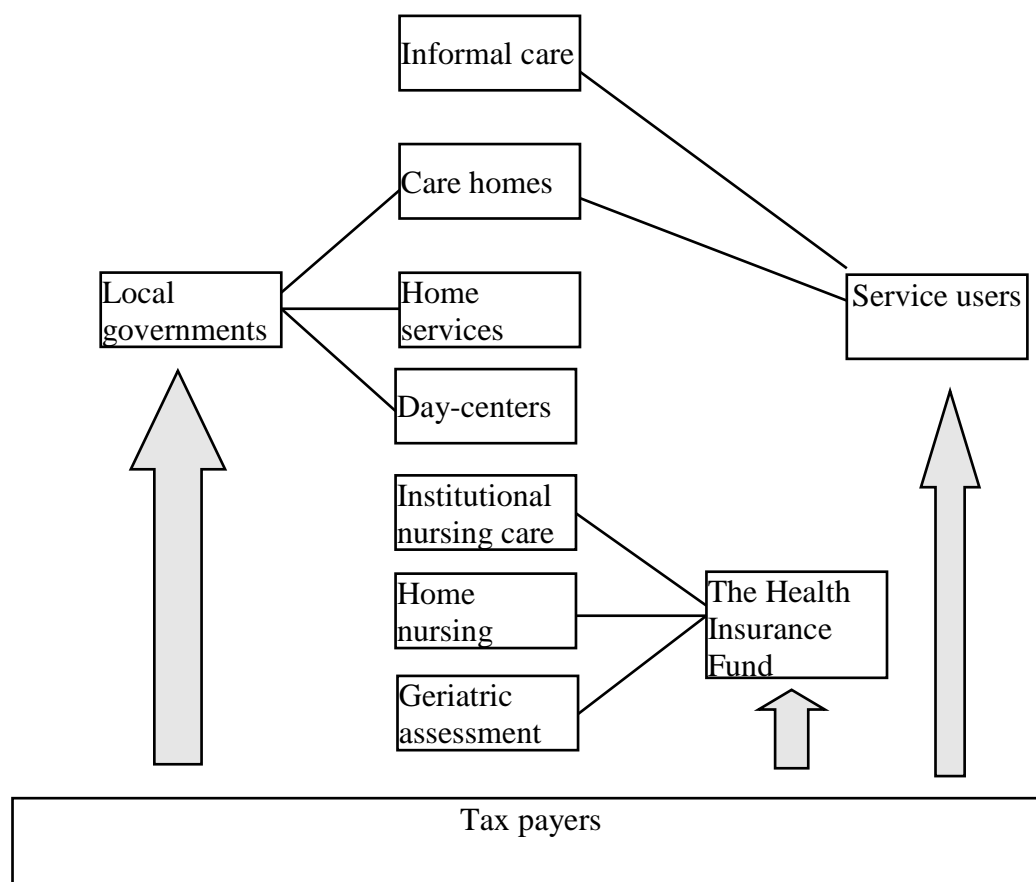 Informal care
Care homes
Local
governments
Home
services
Service users
Day-centers
Institutional
nursing care
Home
nursing
The Health
Insurance
Fund
Geriatric
assessment
Tax payers